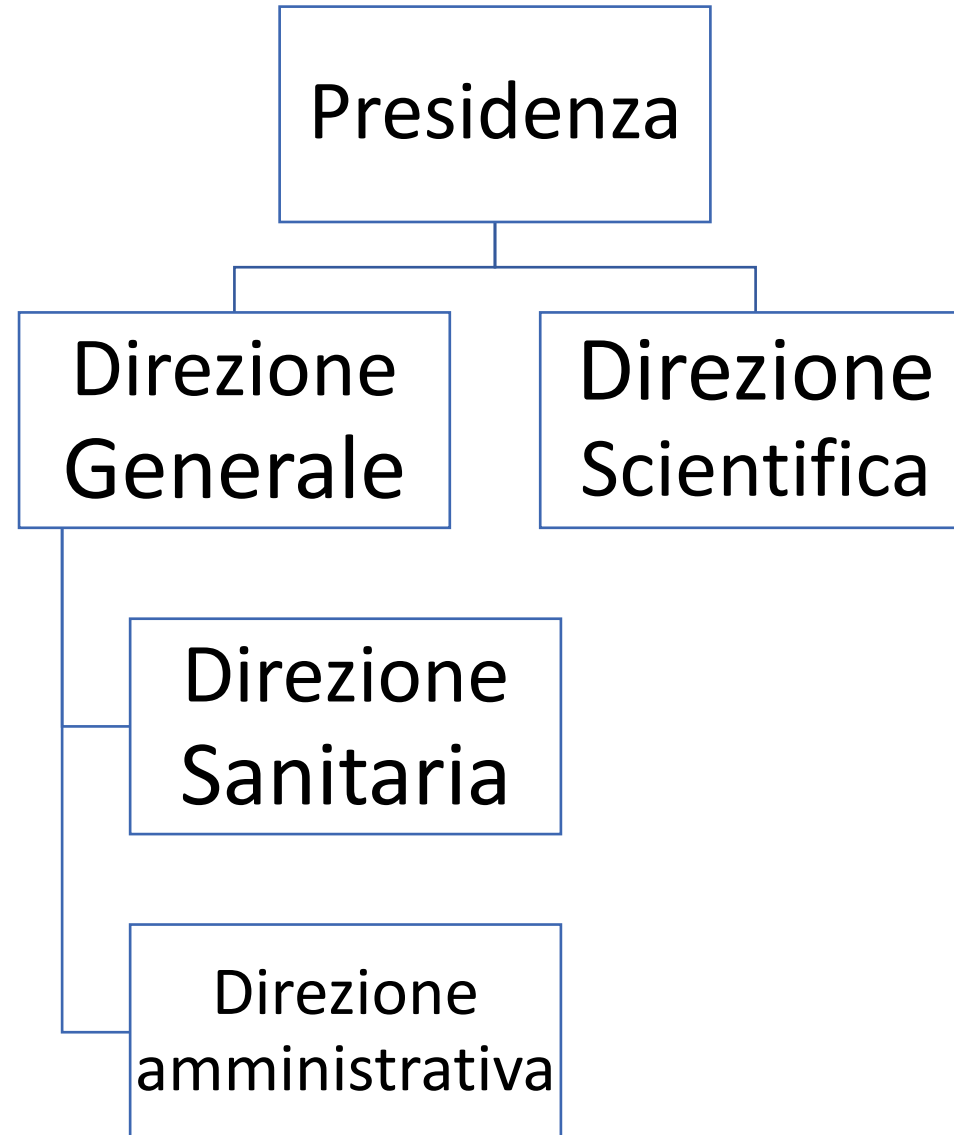 Presidenza
Direzione
Generale
Direzione
Scientifica
Direzione
Sanitaria
Direzione
amministrativa